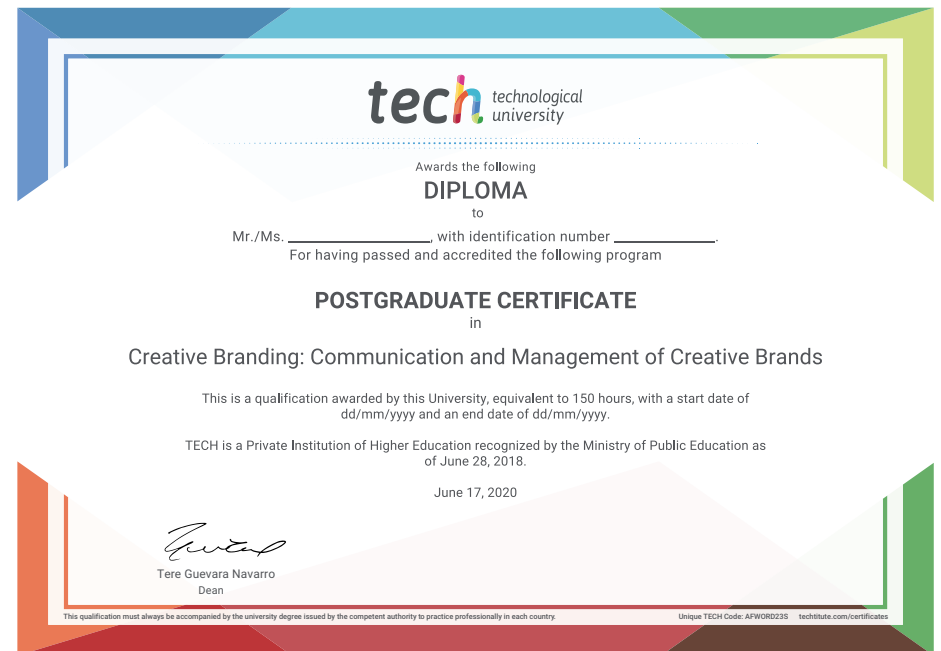 tech technological
university
Awards the following
DIPLOMA
to
Mr./Ms. ____________________, with identification number ______________.
For having passed and accredited the following program
POSTGRADUATE CERTIFICATE
in
Creative Branding: Communication and Management of Creative Brands
This is a qualification awarded by this University, equivalent to 150 hours, with a start date of
dd/mm/yyyy and an end date of dd/mm/yyyy.
TECH is a Private Institution of Higher Education recognized by the Ministry of Public Education as
of June 28, 2018.
June 17, 2020
Tere Guevara Navarro
Dean
This qualification must always be accompanied by the university degree issued by the competent authority to practice professionally in each country. Unique TECH Code: AFWORD23S techtitute.com/certificates